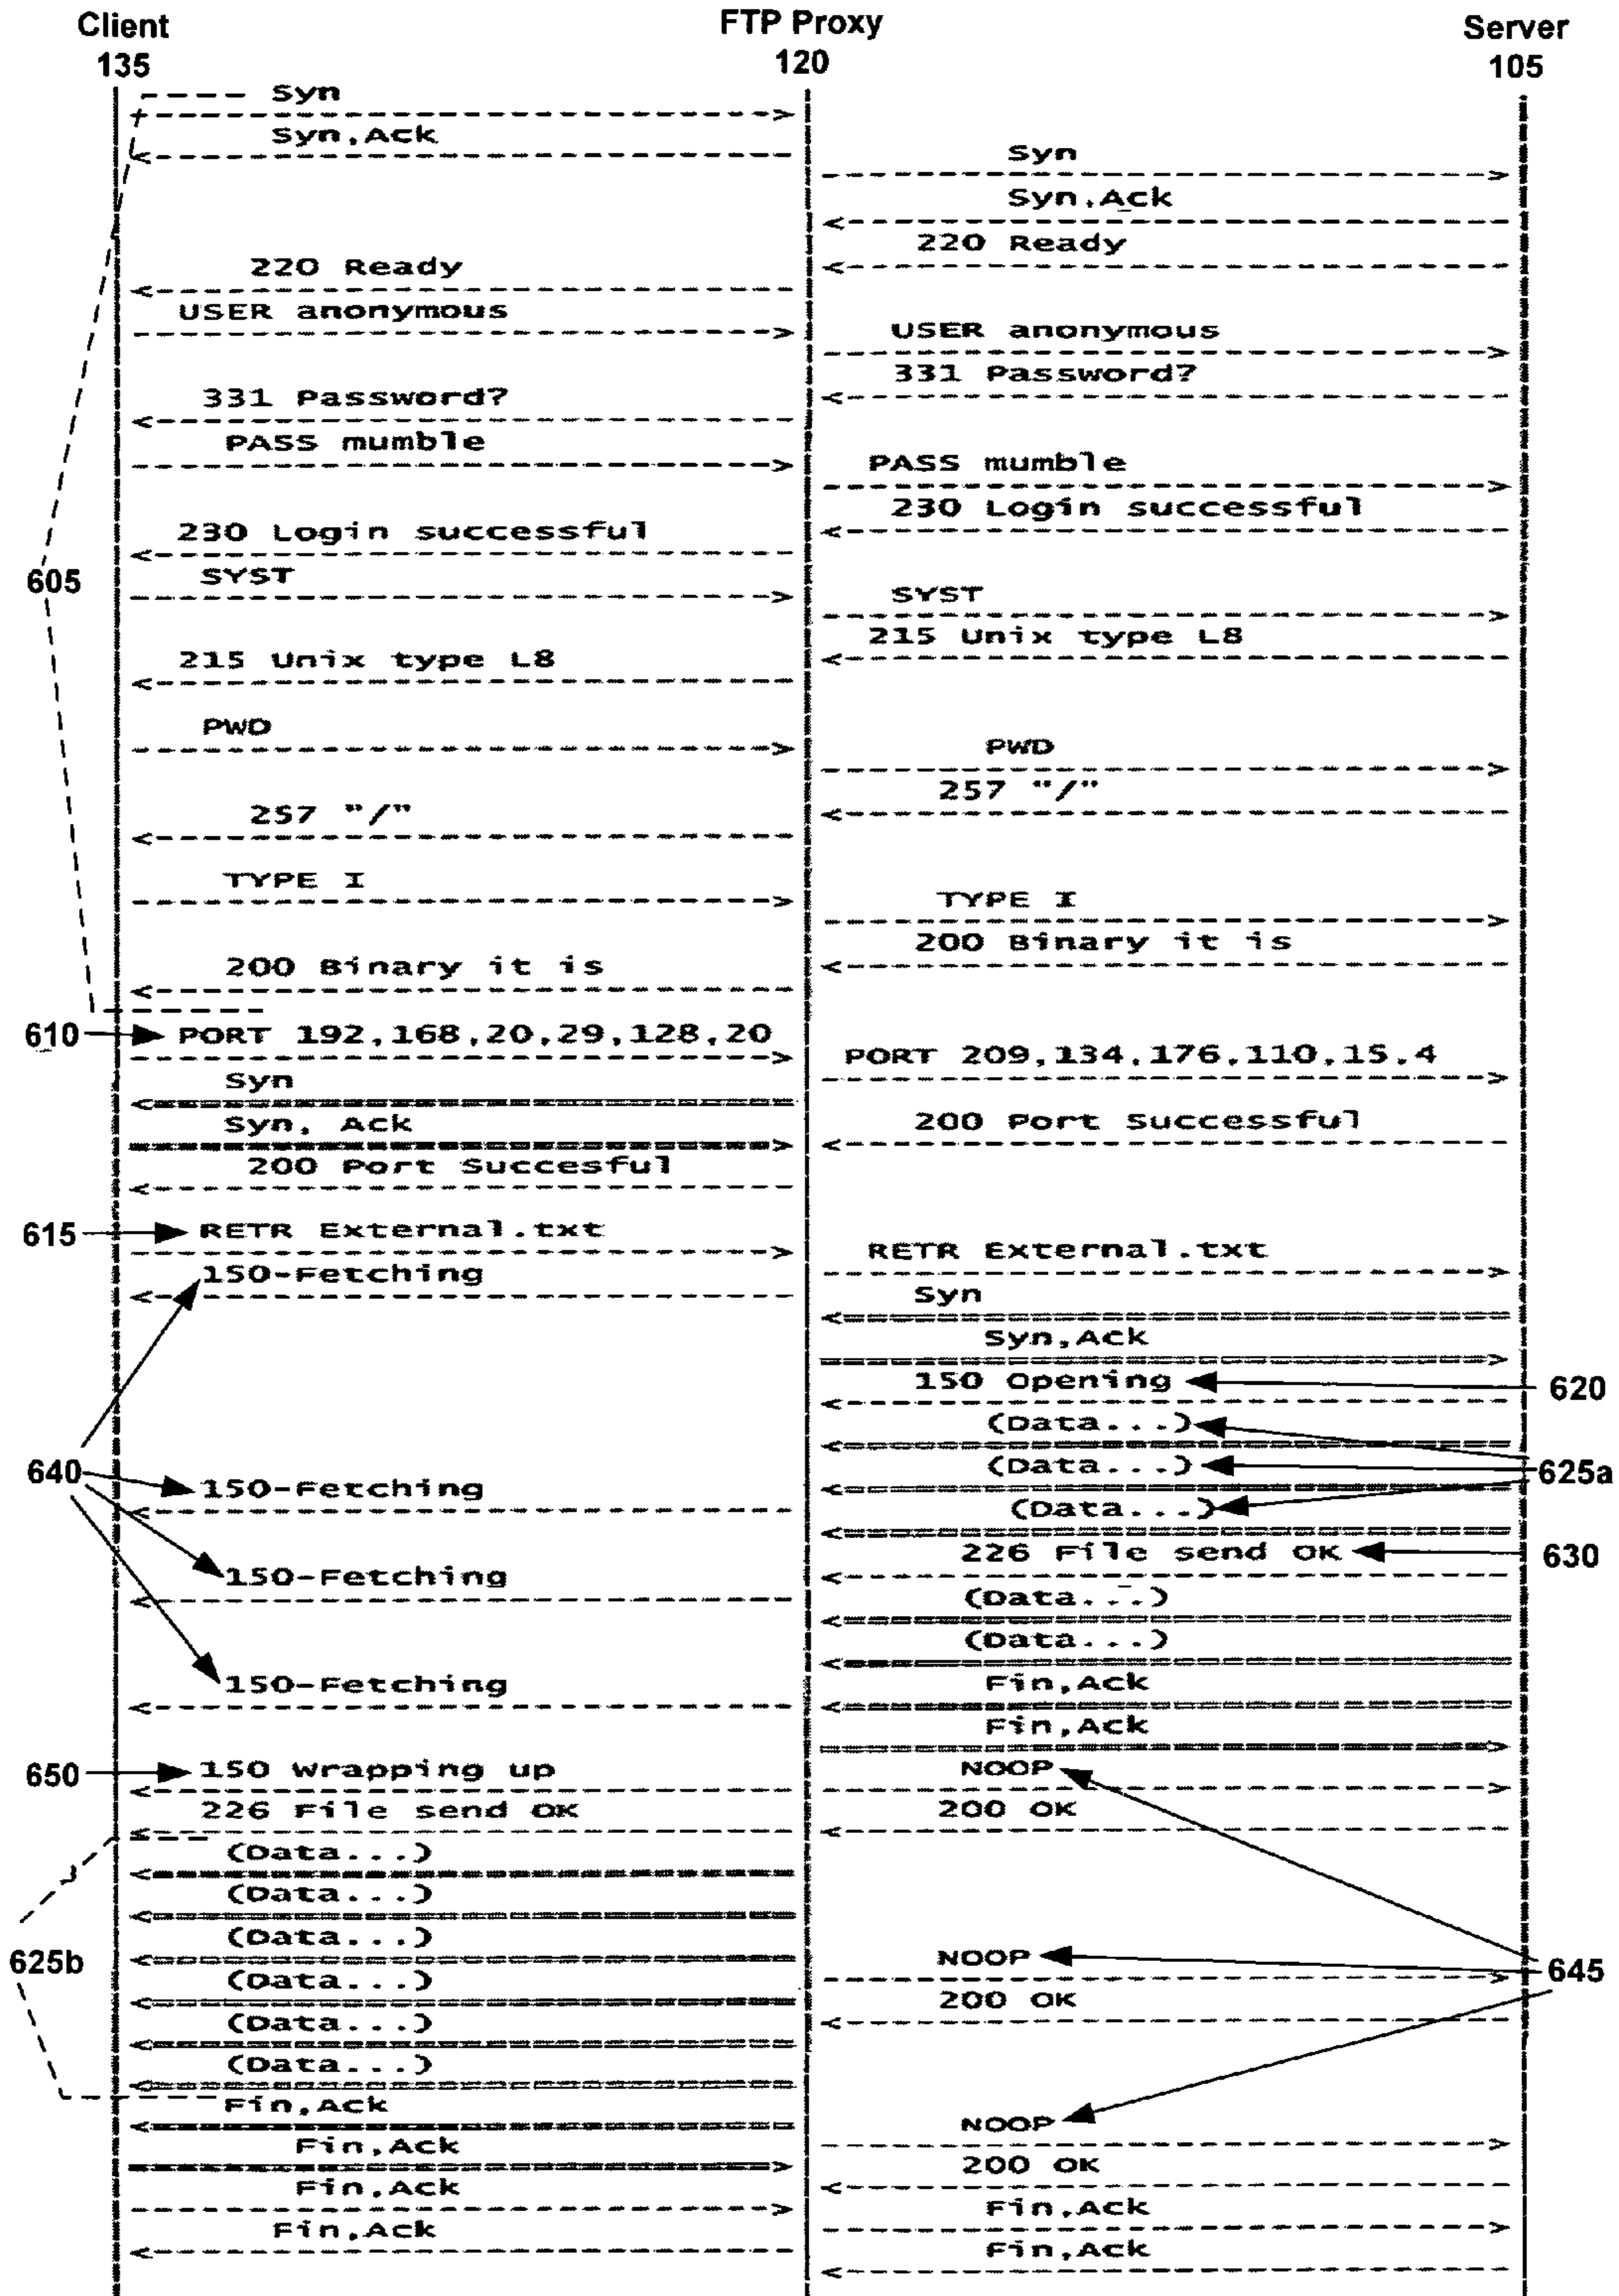 Client
135
FTP Proxy
120
Server
105
Syn
Syn,Ack
Syn
Syn,Ack
220 Ready
220 Ready
USER anonymous
USER anonymous
331 Password?
331 Password?
PASS mumble
PASS mumble
230 Login successful
230 Login successful
605
SYST
SYST
215 Unix type L8
215 Unix type L8
PWD
PWD
257 "/"
257 "/"
TYPE I
TYPE I
200 Binary it is
200 Binary it is
610
PORT 192,168,20,29,128,20
PORT 209,134,176,110,15,4
Syn
Syn, Ack
200 Port Successful
200 Port Succesful
615
RETR External.txt
RETR External.txt
150-Fetching
Syn
Syn,Ack
150 Opening
620
(Data...)
640
(Data...)
625a
150-Fetching
(Data...)
226 File send OK
630
150-Fetching
(Data...)
(Data...)
150-Fetching
Fin,Ack
Fin,Ack
650
150 Wrapping up
NOOP
226 File send OK
200 OK
(Data...)
(Data...)
(Data...)
625b
NOOP
645
(Data...)
200 OK
(Data...)
(Data...)
Fin,Ack
NOOP
Fin,Ack
200 OK
Fin,Ack
Fin,Ack
Fin,Ack
Fin,Ack